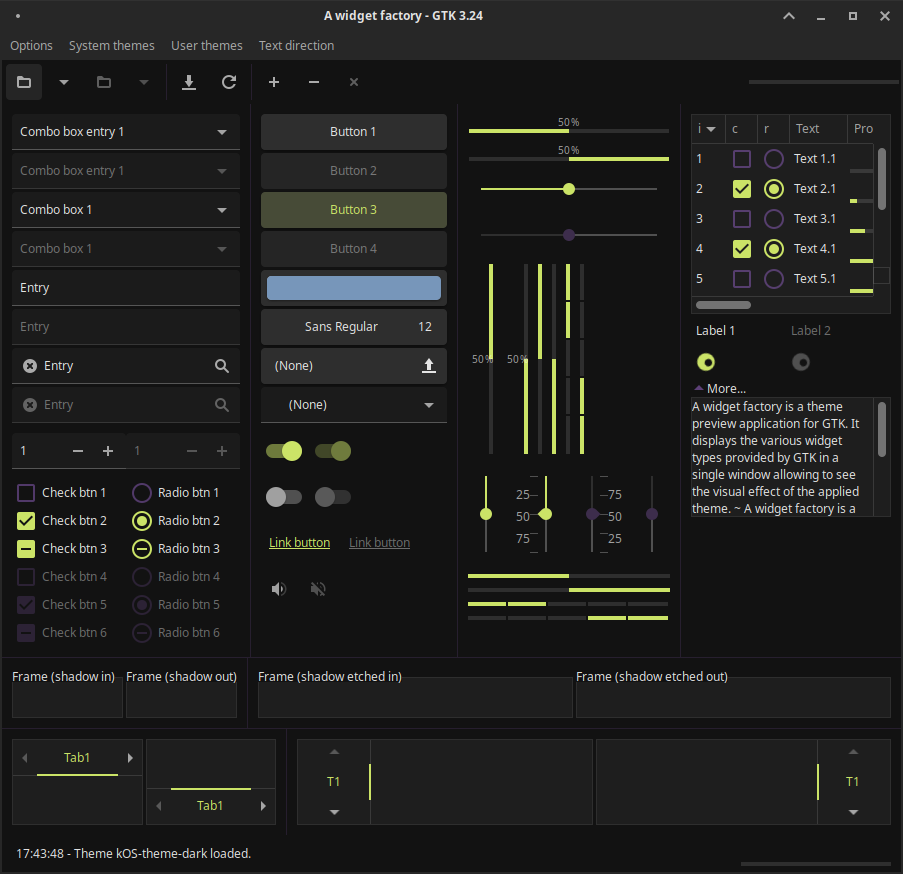 A widget factory - GTK 3.24
Options System themes User themes Text direction
Combo box entry 1
Combo box entry 1
Combo box 1
Combo box 1
Entry
Entry
Entry
Entry
1 1
Check btn 1 Radio btn 1
Check btn 2 Radio btn 2
Check btn 3 Radio btn 3
Check btn 4 Radio btn 4
Check btn 5 Radio btn 5
Check btn 6 Radio btn 6
Button 1
Button 2
Button 3
Button 4
Sans Regular 12
(None)
(None)
Link button Link button
50%
50%
50% 50%
25 75
50 50
75 25
i c r Text Pro
1 Text 1.1
2 Text 2.1
3 Text 3.1
4 Text 4.1
5 Text 5.1
Label 1 Label 2
More...
A widget factory is a theme
preview application for GTK. It
displays the various widget
types provided by GTK in a
single window allowing to see
the visual effect of the applied
theme. ~ A widget factory is a
Frame (shadow in) Frame (shadow out) Frame (shadow etched in) Frame (shadow etched out)
Tab1
Tab1
T1 T1
17:43:48 - Theme kOS-theme-dark loaded.